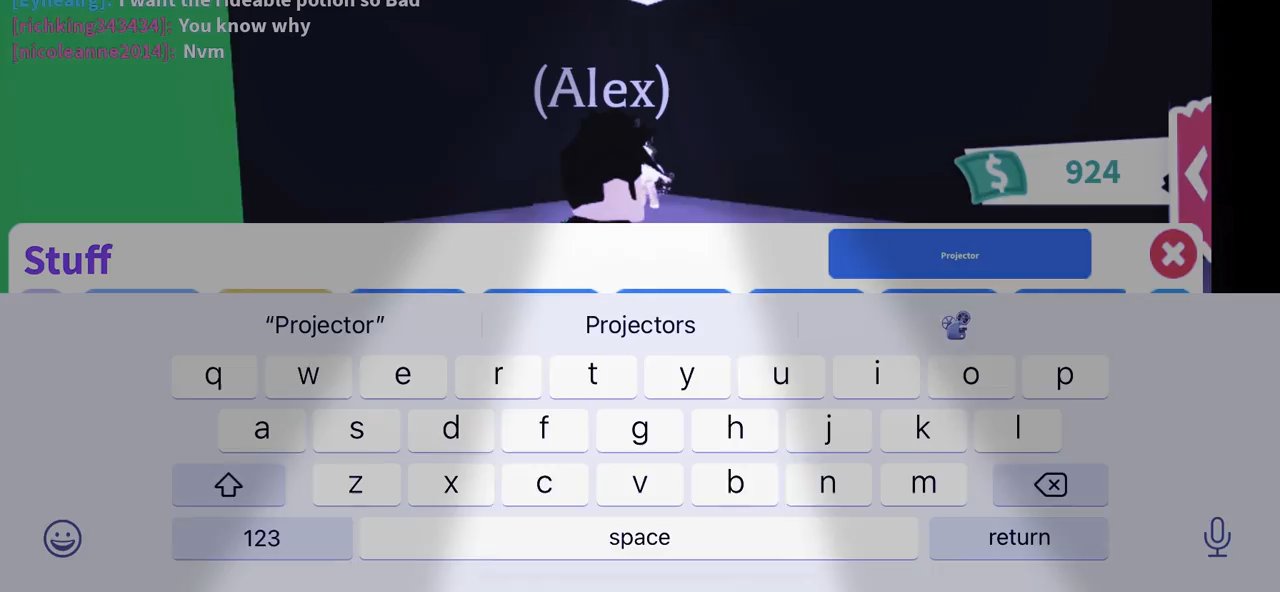 [Eyneang]: I want the rideable potion so Bad
[richking343434]: You know why
[nicoleanne2014]: Nvm
(Alex)
$ 924
Stuff
Projector
“Projector” Projectors
q w e r t y u i o p
a s d f g h j k l
z x c v b n m
123 space return